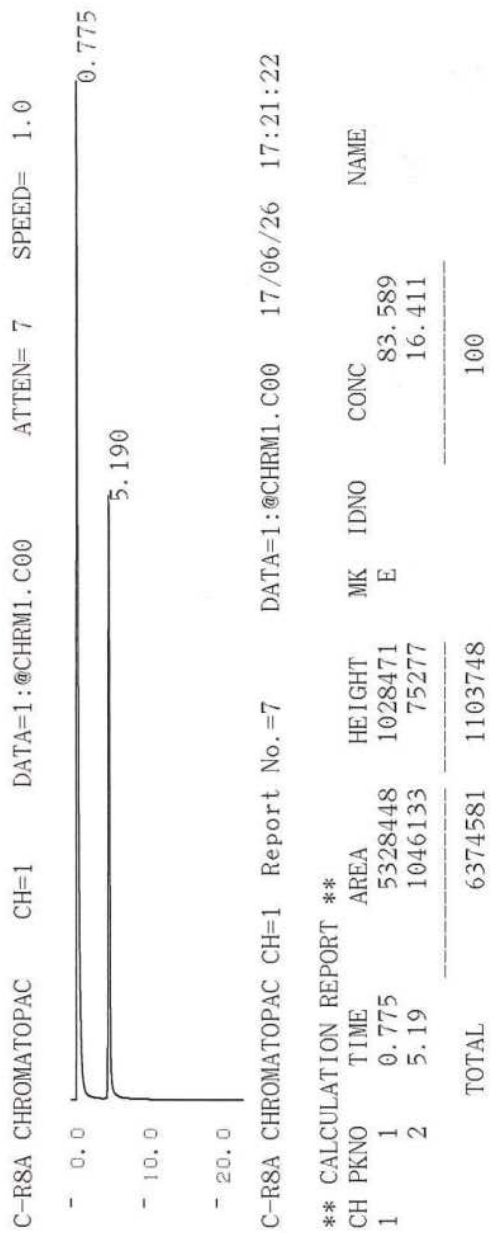 C-R8A CHROMATOPAC CH=1 DATA=1:@CHRM1.C00 ATTEN= 7 SPEED= 1.0
0.0
0.775
5.190
10.0
20.0
C-R8A CHROMATOPAC CH=1 Report No.=7 DATA=1:@CHRM1.C00 17/06/26 17:21:22
** CALCULATION REPORT **
CH PKNO TIME AREA HEIGHT MK IDNO CONC NAME
1 1 0.775 5328448 1028471 E 83.589
2 5.19 1046133 75277 16.411
TOTAL 6374581 1103748 100